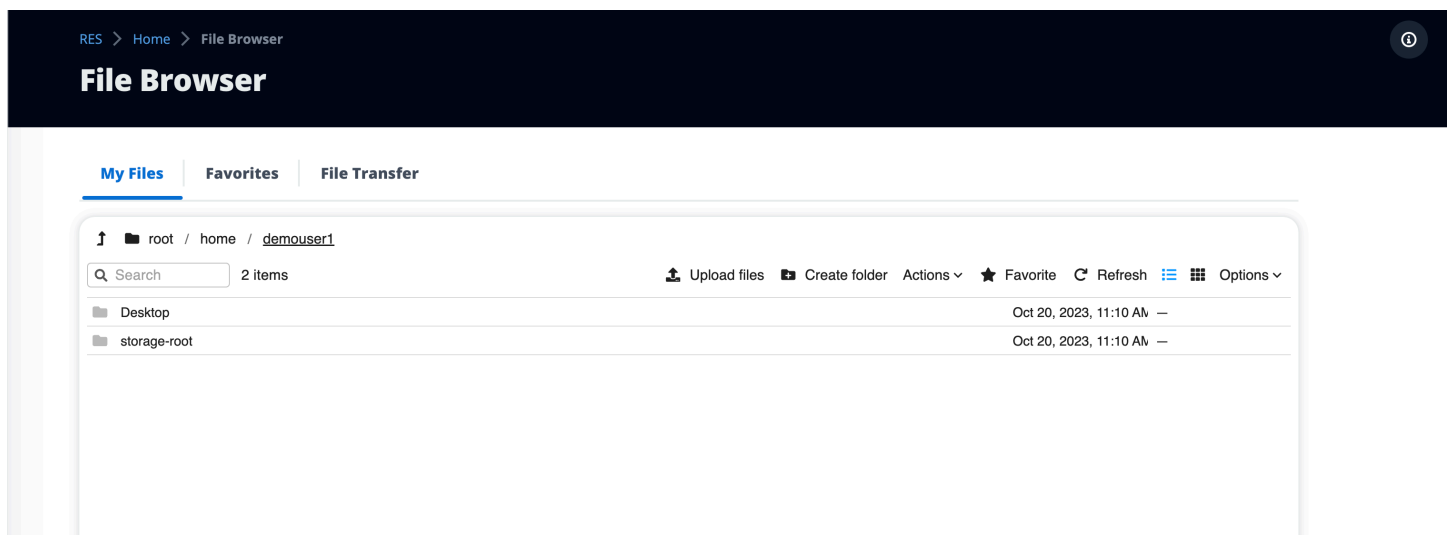 RES > Home > File Browser
File Browser
My Files Favorites File Transfer
root / home / demouser1
Search 2 items Upload files Create folder Actions Favorite Refresh Options
Desktop Oct 20, 2023, 11:10 AM —
storage-root Oct 20, 2023, 11:10 AM —